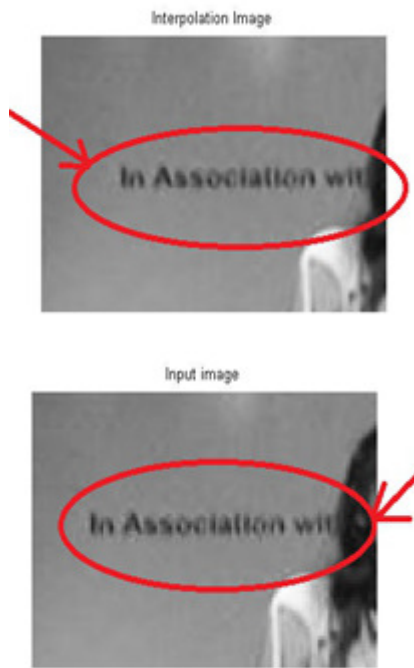 Interpolation Image
In Association wit
Input image
In Association wit